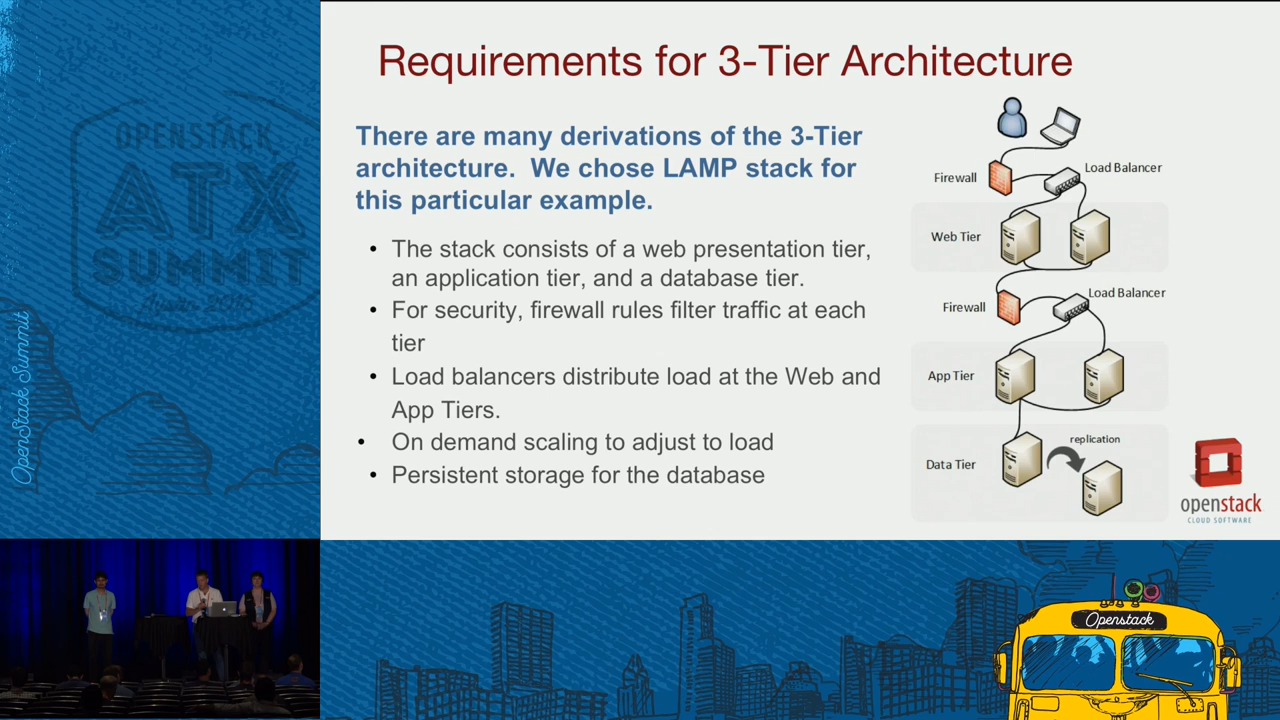 Requirements for 3-Tier Architecture
There are many derivations of the 3-Tier
architecture.  We chose LAMP stack for
this particular example.
• The stack consists of a web presentation tier,
an application tier, and a database tier.
• For security, firewall rules filter traffic at each
tier
• Load balancers distribute load at the Web and
App Tiers.
• On demand scaling to adjust to load
• Persistent storage for the database
Firewall
Load Balancer
Web Tier
Firewall
Load Balancer
App Tier
replication
Data Tier
openstack
CLOUD SOFTWARE
OPENSTACK
ATX
SUMMIT
Austin 2016
OpenStack Summit
Openstack